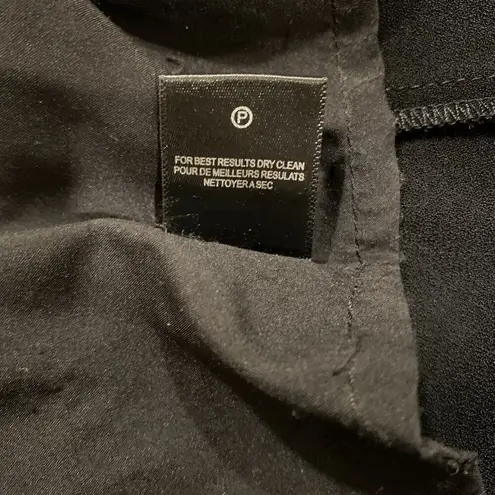 P
FOR BEST RESULTS DRY CLEAN
POUR DE MEILLEURS RESULATS
NETTOYER A SEC